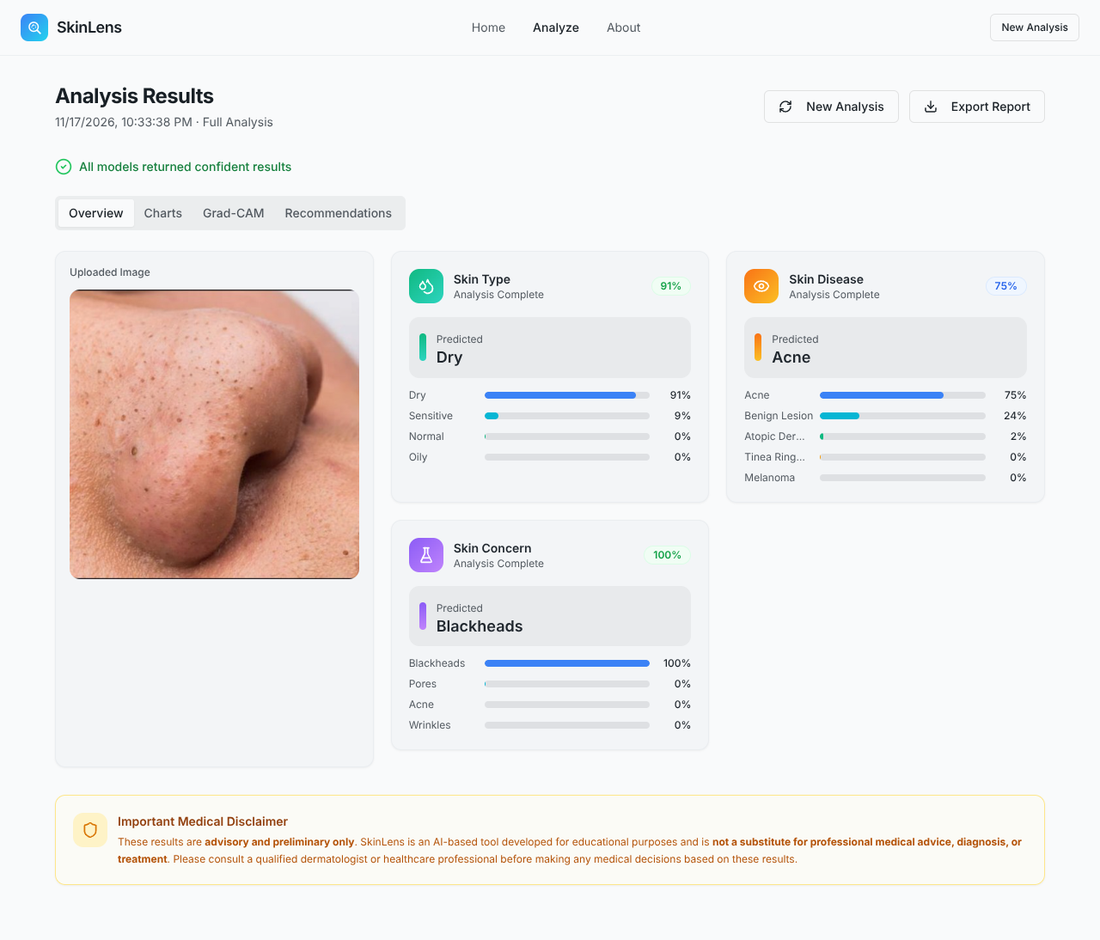 SkinLens
Home
Analyze
About
New Analysis
Analysis Results
11/17/2026, 10:33:38 PM · Full Analysis
New Analysis
Export Report
All models returned confident results
Overview
Charts
Grad-CAM
Recommendations
Uploaded Image
Skin Type
Analysis Complete
91%
Predicted
Dry
Dry 91%
Sensitive 9%
Normal 0%
Oily 0%
Skin Disease
Analysis Complete
75%
Predicted
Acne
Acne 75%
Benign Lesion 24%
Atopic Der... 2%
Tinea Ring... 0%
Melanoma 0%
Skin Concern
Analysis Complete
100%
Predicted
Blackheads
Blackheads 100%
Pores 0%
Acne 0%
Wrinkles 0%
Important Medical Disclaimer
These results are advisory and preliminary only. SkinLens is an AI-based tool developed for educational purposes and is not a substitute for professional medical advice, diagnosis, or
treatment. Please consult a qualified dermatologist or healthcare professional before making any medical decisions based on these results.